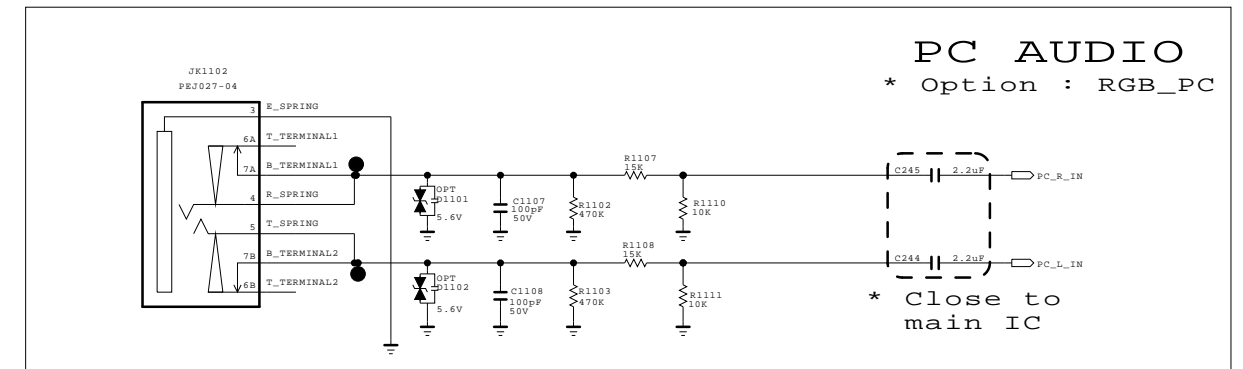 PC AUDIO
* Option : RGB_PC
JK1102
PEJ027-04
3 E_SPRING
6A T_TERMINAL1
7A B_TERMINAL1
4 R_SPRING
5 T_SPRING
7B B_TERMINAL2
6B T_TERMINAL2
OPT
D1101
5.6V
C1107
100pF
50V
R1102
470K
R1107
15K
R1110
10K
C245 2.2uF
PC_R_IN
OPT
D1102
5.6V
C1108
100pF
50V
R1103
470K
R1108
15K
R1111
10K
C244 2.2uF
PC_L_IN
* Close to
main IC